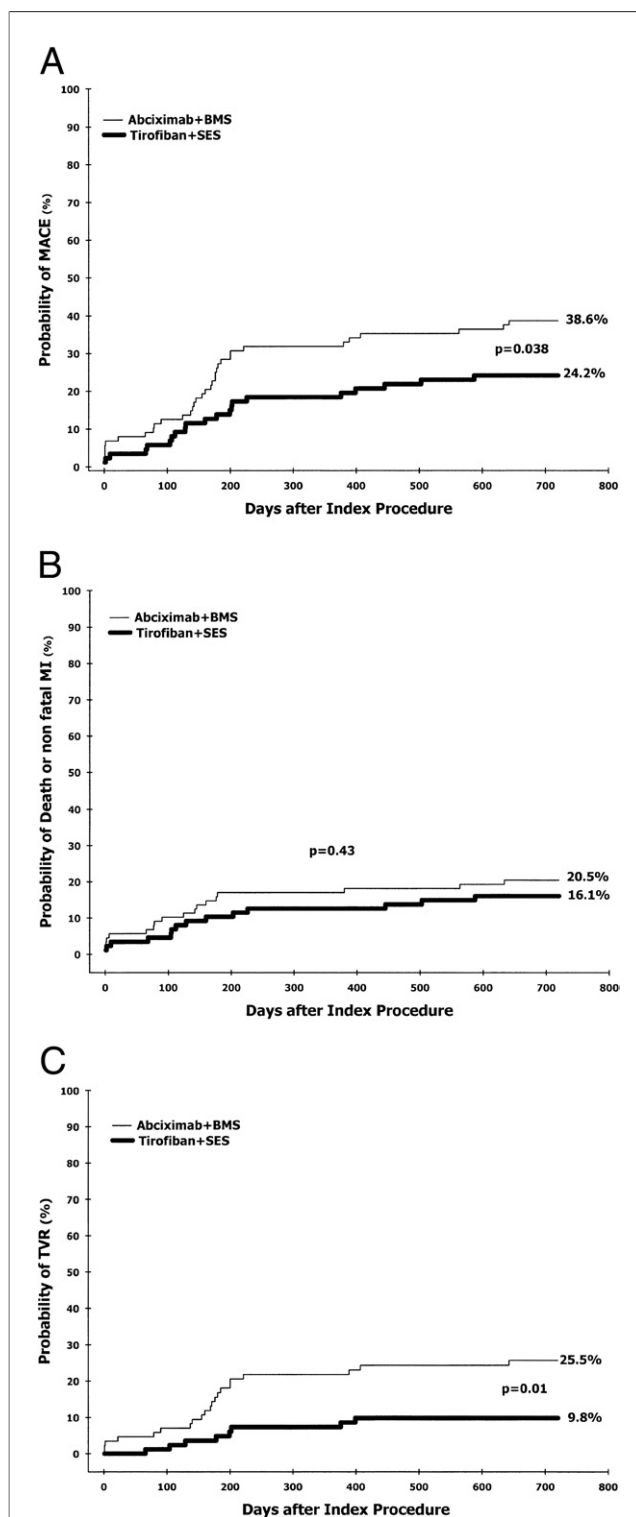 A
100
90
80
70
60
50
40
30
20
10
0
Probability of MACE (%)
Abciximab+BMS
Tirofiban+SES
38.6%
p=0.038
24.2%
0 100 200 300 400 500 600 700 800
Days after Index Procedure
B
100
90
80
70
60
50
40
30
20
10
0
Probability of Death or non fatal MI (%)
Abciximab+BMS
Tirofiban+SES
p=0.43
20.5%
16.1%
0 100 200 300 400 500 600 700 800
Days after Index Procedure
C
100
90
80
70
60
50
40
30
20
10
0
Probability of TVR (%)
Abciximab+BMS
Tirofiban+SES
25.5%
p=0.01
9.8%
0 100 200 300 400 500 600 700 800
Days after Index Procedure